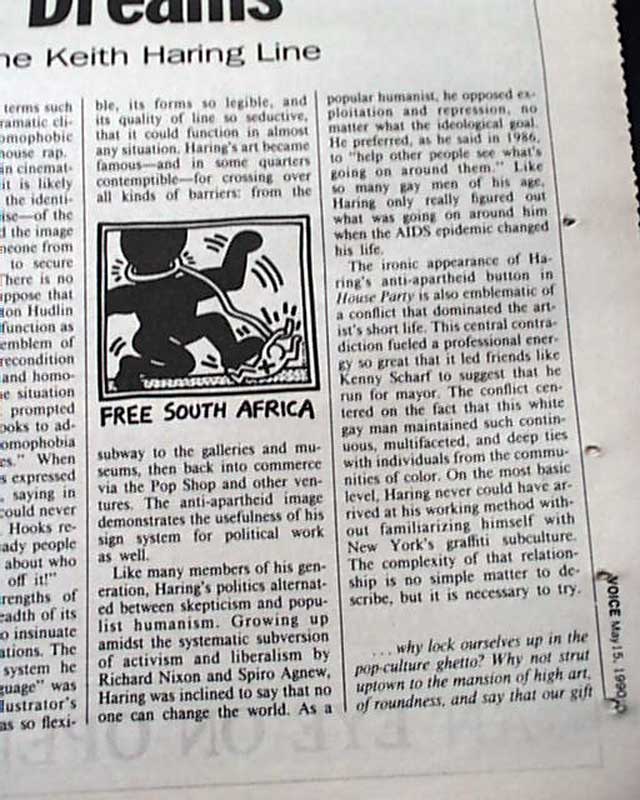 Dreams
ne Keith Haring Line
terms such
ramatic cli-
omophobic
house rap.
in cinemat-
it is likely
the identi-
ise—of the
d the image
neone from
to secure
There is no
ppose that
ton Hudlin
function as
emblem of
recondition
and homo-
e situation
prompted
ooks to ad-
omophobia
es." When
s expressed
, saying in
could never
Hooks re-
ady people
about who
off it!"
rengths of
eadth of its
o insinuate
ations. The
system he
guage" was
llustrator's
as so flexi-
ble, its forms so legible, and
its quality of line so seductive,
that it could function in almost
any situation. Haring's art became
famous—and in some quarters
contemptible—for crossing over
all kinds of barriers: from the
FREE SOUTH AFRICA
subway to the galleries and mu-
seums, then back into commerce
via the Pop Shop and other ven-
tures. The anti-apartheid image
demonstrates the usefulness of his
sign system for political work
as well.
Like many members of his gen-
eration, Haring's politics alternat-
ed between skepticism and popu-
list humanism. Growing up
amidst the systematic subversion
of activism and liberalism by
Richard Nixon and Spiro Agnew,
Haring was inclined to say that no
one can change the world. As a
popular humanist, he opposed ex-
ploitation and repression, no
matter what the ideological goal.
He preferred, as he said in 1986,
to "help other people see what's
going on around them." Like
so many gay men of his age,
Haring only really figured out
what was going on around him
when the AIDS epidemic changed
his life.
The ironic appearance of Ha-
ring's anti-apartheid button in
House Party is also emblematic of
a conflict that dominated the art-
ist's short life. This central contra-
diction fueled a professional ener-
gy so great that it led friends like
Kenny Scharf to suggest that he
run for mayor. The conflict cen-
tered on the fact that this white
gay man maintained such contin-
uous, multifaceted, and deep ties
with individuals from the commu-
nities of color. On the most basic
level, Haring never could have ar-
rived at his working method with-
out familiarizing himself with
New York's graffiti subculture.
The complexity of that relation-
ship is no simple matter to de-
scribe, but it is necessary to try.
. . . why lock ourselves up in the
pop-culture ghetto? Why not strut
uptown to the mansion of high art,
of roundness, and say that our gift
VOICE May 15, 1990